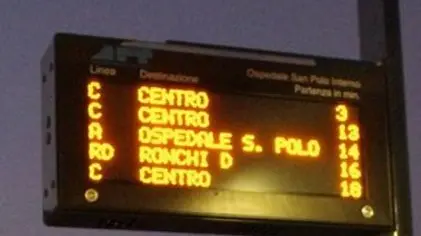 Linea Destinazione Ospedale San Polo Interno
Partenza in min.
C CENTRO 3
C CENTRO 13
A OSPEDALE S. POLO 14
RD RONCHI D 16
C CENTRO 18